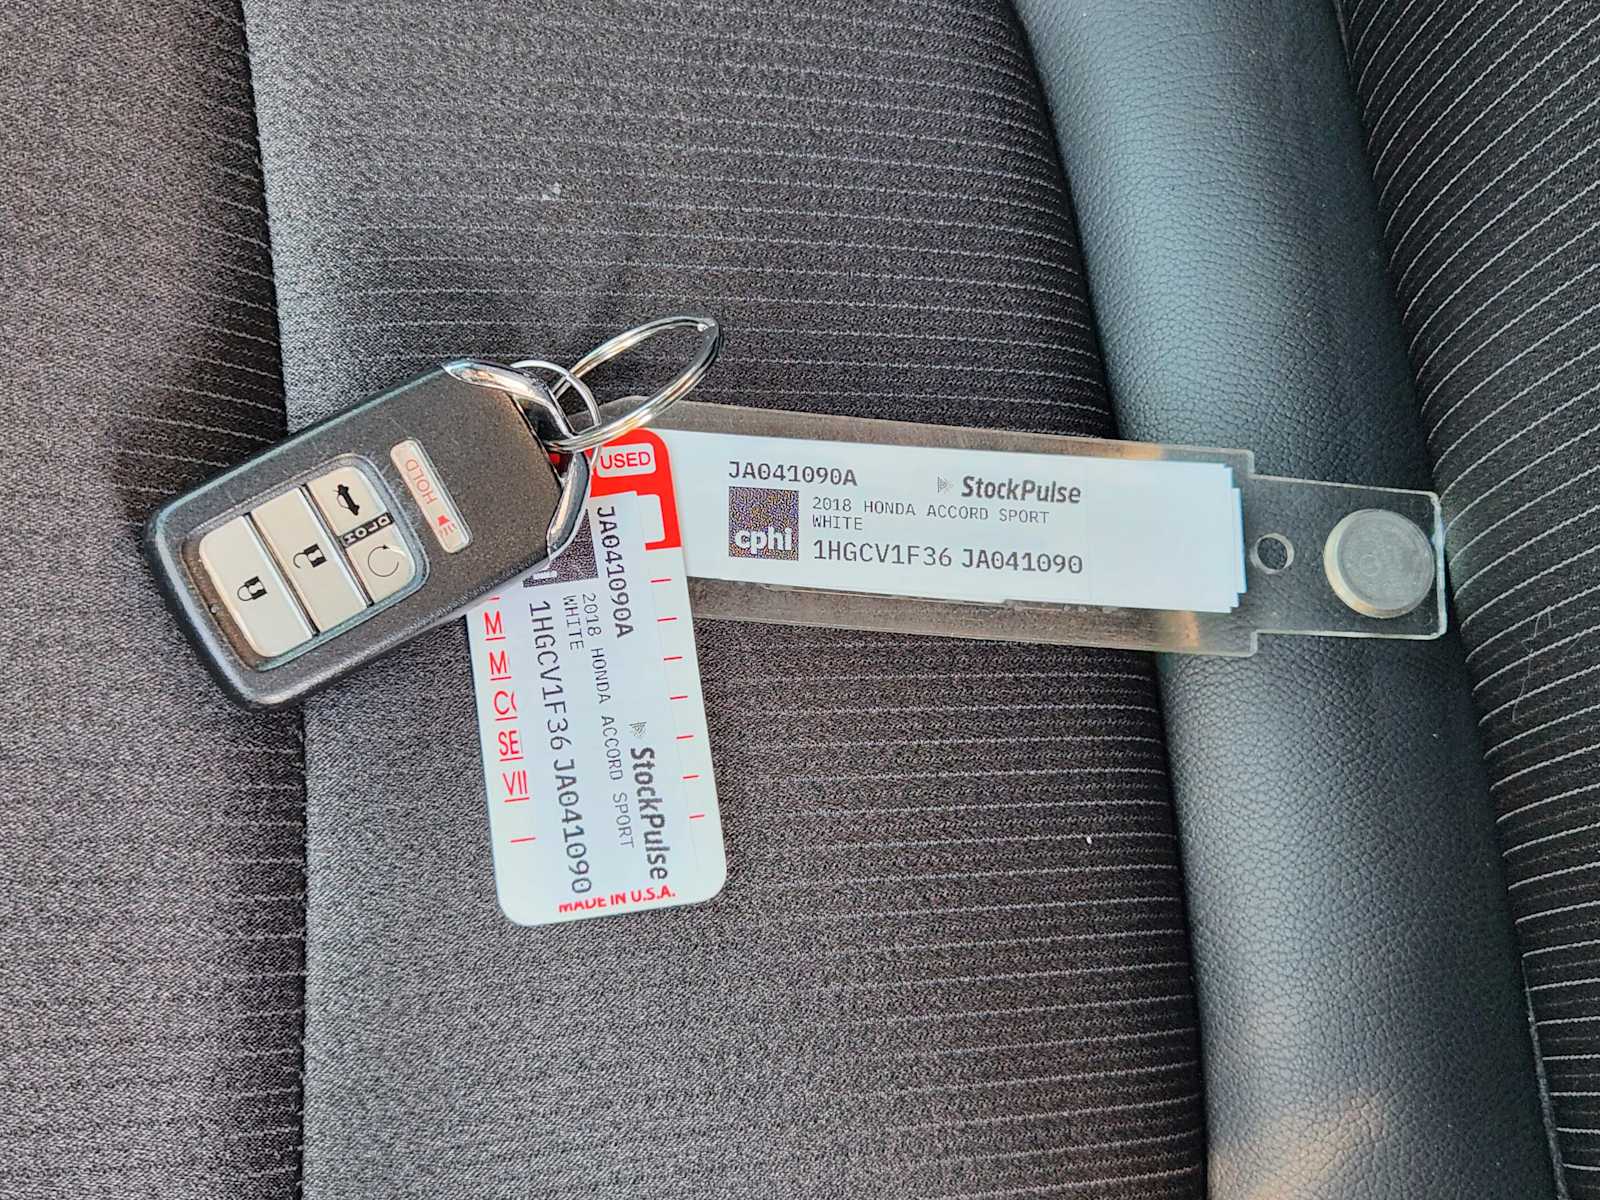 HOLD
USED
JA041090A
StockPulse
2018 HONDA ACCORD SPORT
WHITE
cphi
1HGCV1F36 JA041090
JA041090A
StockPulse
2018 HONDA ACCORD SPORT
WHITE
1HGCV1F36 JA041090
MADE IN U.S.A.